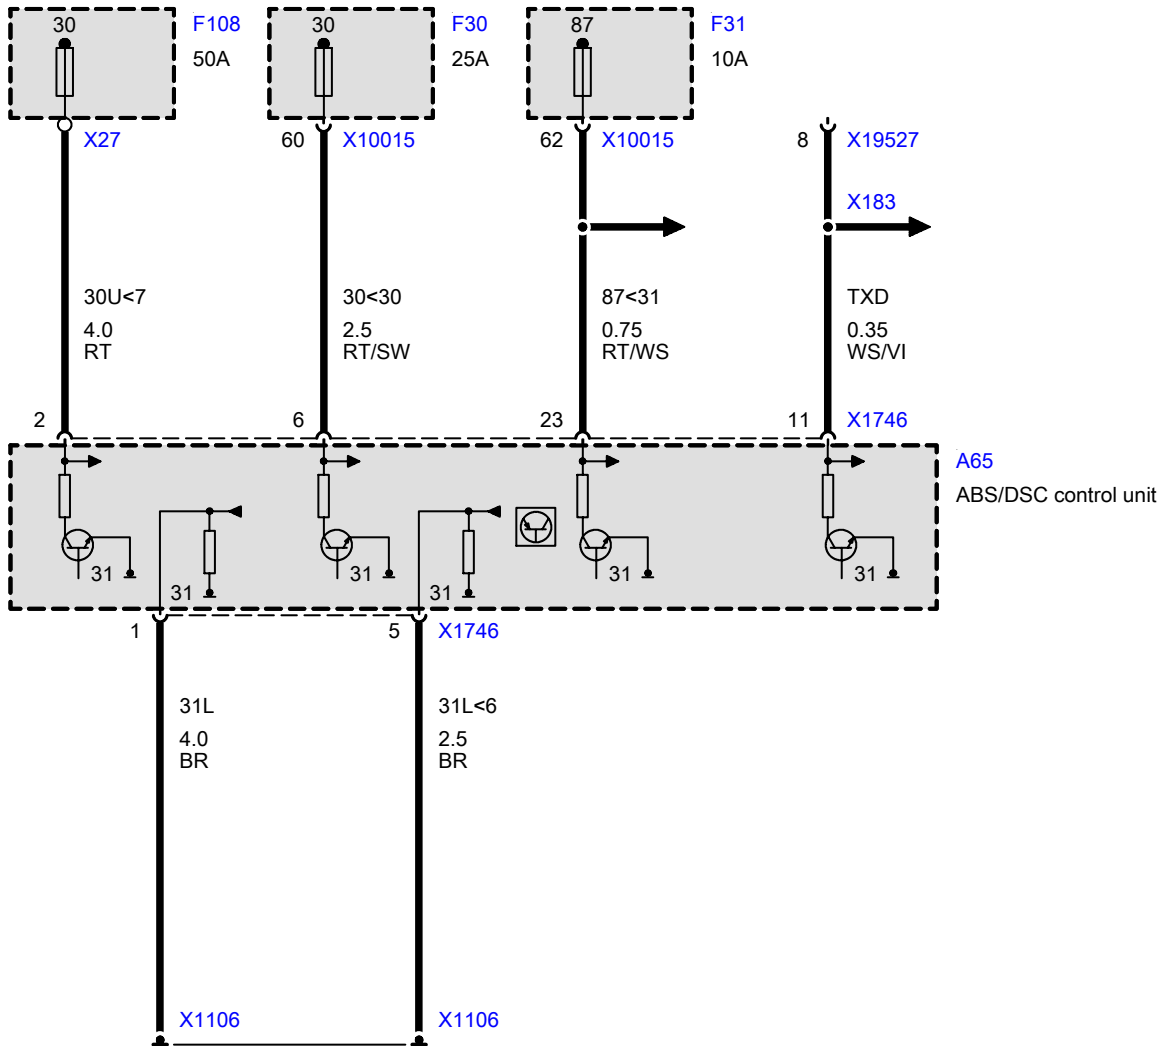 30 F108
50A
30 F30
25A
87 F31
10A
X27
60 X10015
62 X10015
8 X19527
X183
30U<7
4.0
RT
30<30
2.5
RT/SW
87<31
0.75
RT/WS
TXD
0.35
WS/VI
2
6
23
11 X1746
A65
ABS/DSC control unit
31
31
31
31
31
31
1
5 X1746
31L
4.0
BR
31L<6
2.5
BR
X1106
X1106